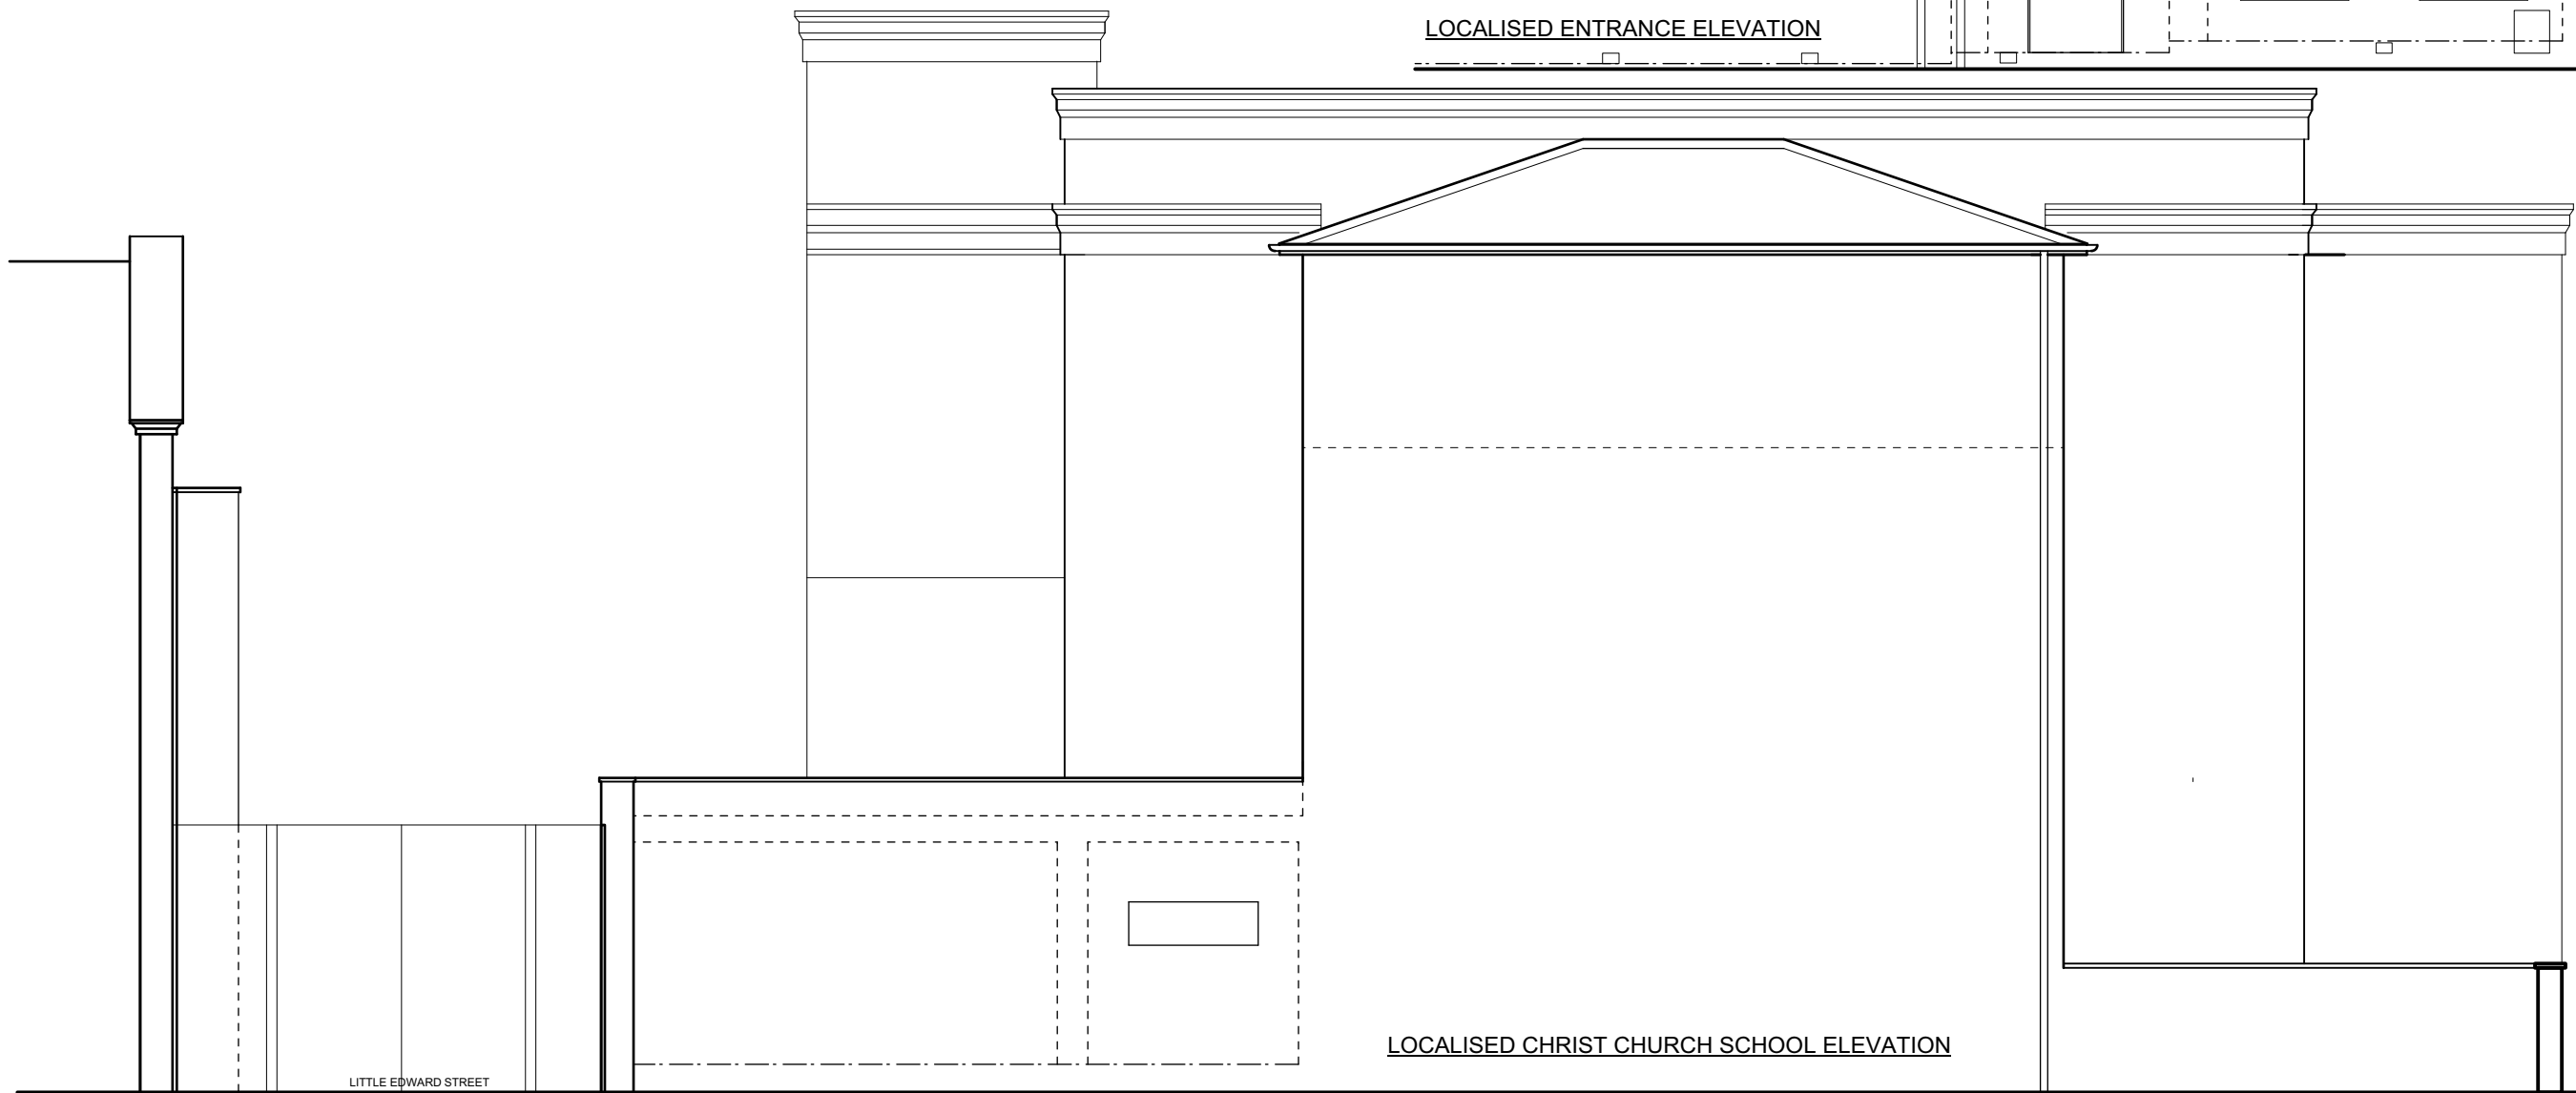 LOCALISED ENTRANCE ELEVATION
LOCALISED CHRIST CHURCH SCHOOL ELEVATION
LITTLE EDWARD STREET